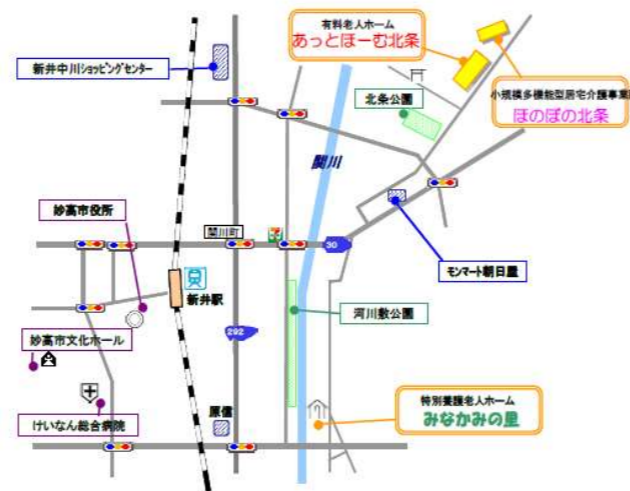 有料老人ホーム
あっとほーむ北条
小規模多機能型居宅介護事業
ほのぼの北条
新井中川ショッピングセンター
北条公園
関川
妙高市役所
関川町
7
30
モンマート朝日屋
新井駅
292
河川敷公園
妙高市文化ホール
特別養護老人ホーム
みなかみの里
原信
けいなん総合病院